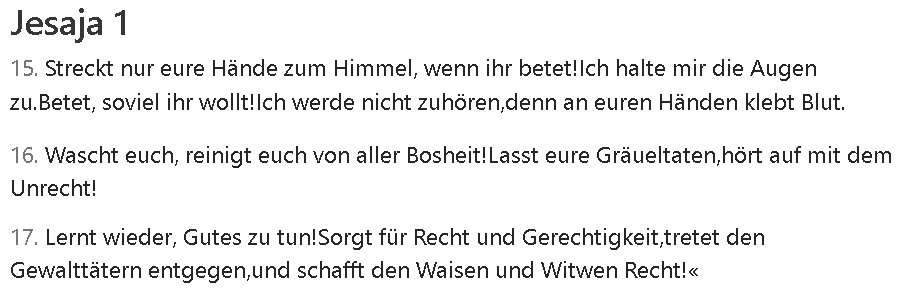 Jesaja 1
15. Streckt nur eure Hände zum Himmel, wenn ihr betet!Ich halte mir die Augen
zu.Betet, soviel ihr wollt!Ich werde nicht zuhören,denn an euren Händen klebt Blut.
16. Wascht euch, reinigt euch von aller Bosheit!Lasst eure Gräueltaten,hört auf mit dem
Unrecht!
17. Lernt wieder, Gutes zu tun!Sorgt für Recht und Gerechtigkeit,tretet den
Gewalttätern entgegen,und schafft den Waisen und Witwen Recht!«